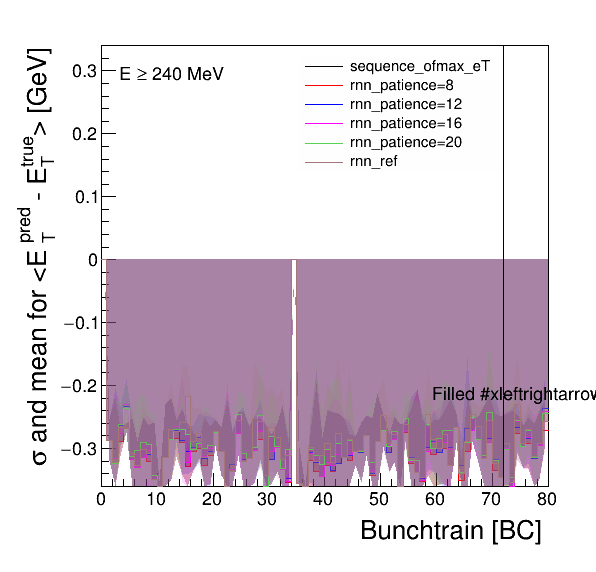 σ and mean for <E_T^pred - E_T^true> [GeV]
E ≥ 240 MeV
sequence_ofmax_eT
rnn_patience=8
rnn_patience=12
rnn_patience=16
rnn_patience=20
rnn_ref
0.3
0.2
0.1
0
−0.1
−0.2
−0.3
Filled #xleftrightarrow
0 10 20 30 40 50 60 70 80
Bunchtrain [BC]